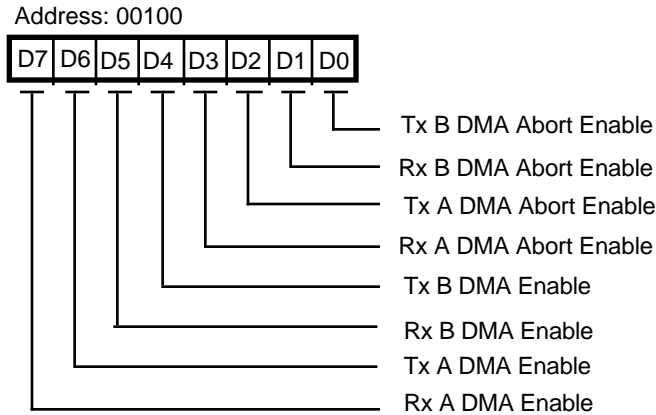 Address: 00100
D7 D6 D5 D4 D3 D2 D1 D0
Tx B DMA Abort Enable
Rx B DMA Abort Enable
Tx A DMA Abort Enable
Rx A DMA Abort Enable
Tx B DMA Enable
Rx B DMA Enable
Tx A DMA Enable
Rx A DMA Enable